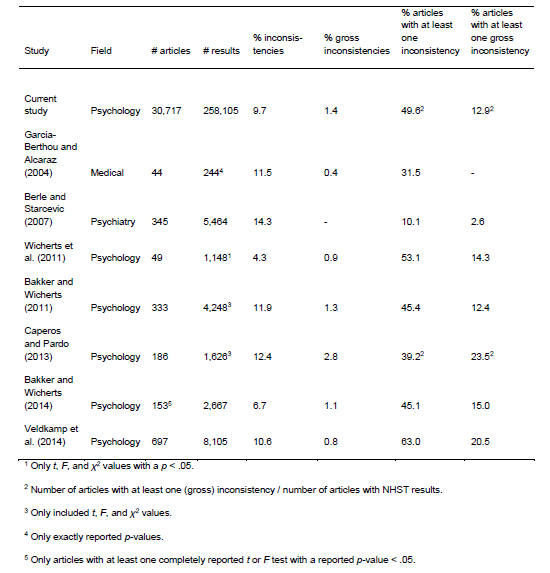 Study Field # articles # results % inconsis-tencies % gross inconsistencies % articles with at least one inconsistency % articles with at least one gross inconsistency
Current study Psychology 30,717 258,105 9.7 1.4 49.6² 12.9²
Garcia-Berthou and Alcaraz (2004) Medical 44 244⁴ 11.5 0.4 31.5 -
Berle and Starcevic (2007) Psychiatry 345 5,464 14.3 - 10.1 2.6
Wicherts et al. (2011) Psychology 49 1,148¹ 4.3 0.9 53.1 14.3
Bakker and Wicherts (2011) Psychology 333 4,248³ 11.9 1.3 45.4 12.4
Caperos and Pardo (2013) Psychology 186 1,626³ 12.4 2.8 39.2² 23.5²
Bakker and Wicherts (2014) Psychology 153⁵ 2,667 6.7 1.1 45.1 15.0
Veldkamp et al. (2014) Psychology 697 8,105 10.6 0.8 63.0 20.5
¹ Only t, F, and χ² values with a p < .05.
² Number of articles with at least one (gross) inconsistency / number of articles with NHST results.
³ Only included t, F, and χ² values.
⁴ Only exactly reported p-values.
⁵ Only articles with at least one completely reported t or F test with a reported p-value < .05.